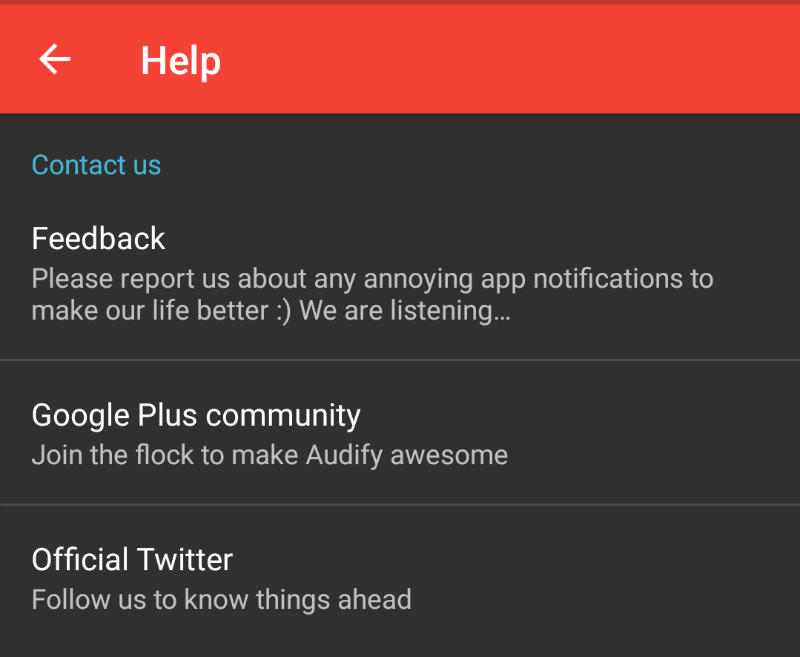 Help
Contact us
Feedback
Please report us about any annoying app notifications to
make our life better :) We are listening...
Google Plus community
Join the flock to make Audify awesome
Official Twitter
Follow us to know things ahead